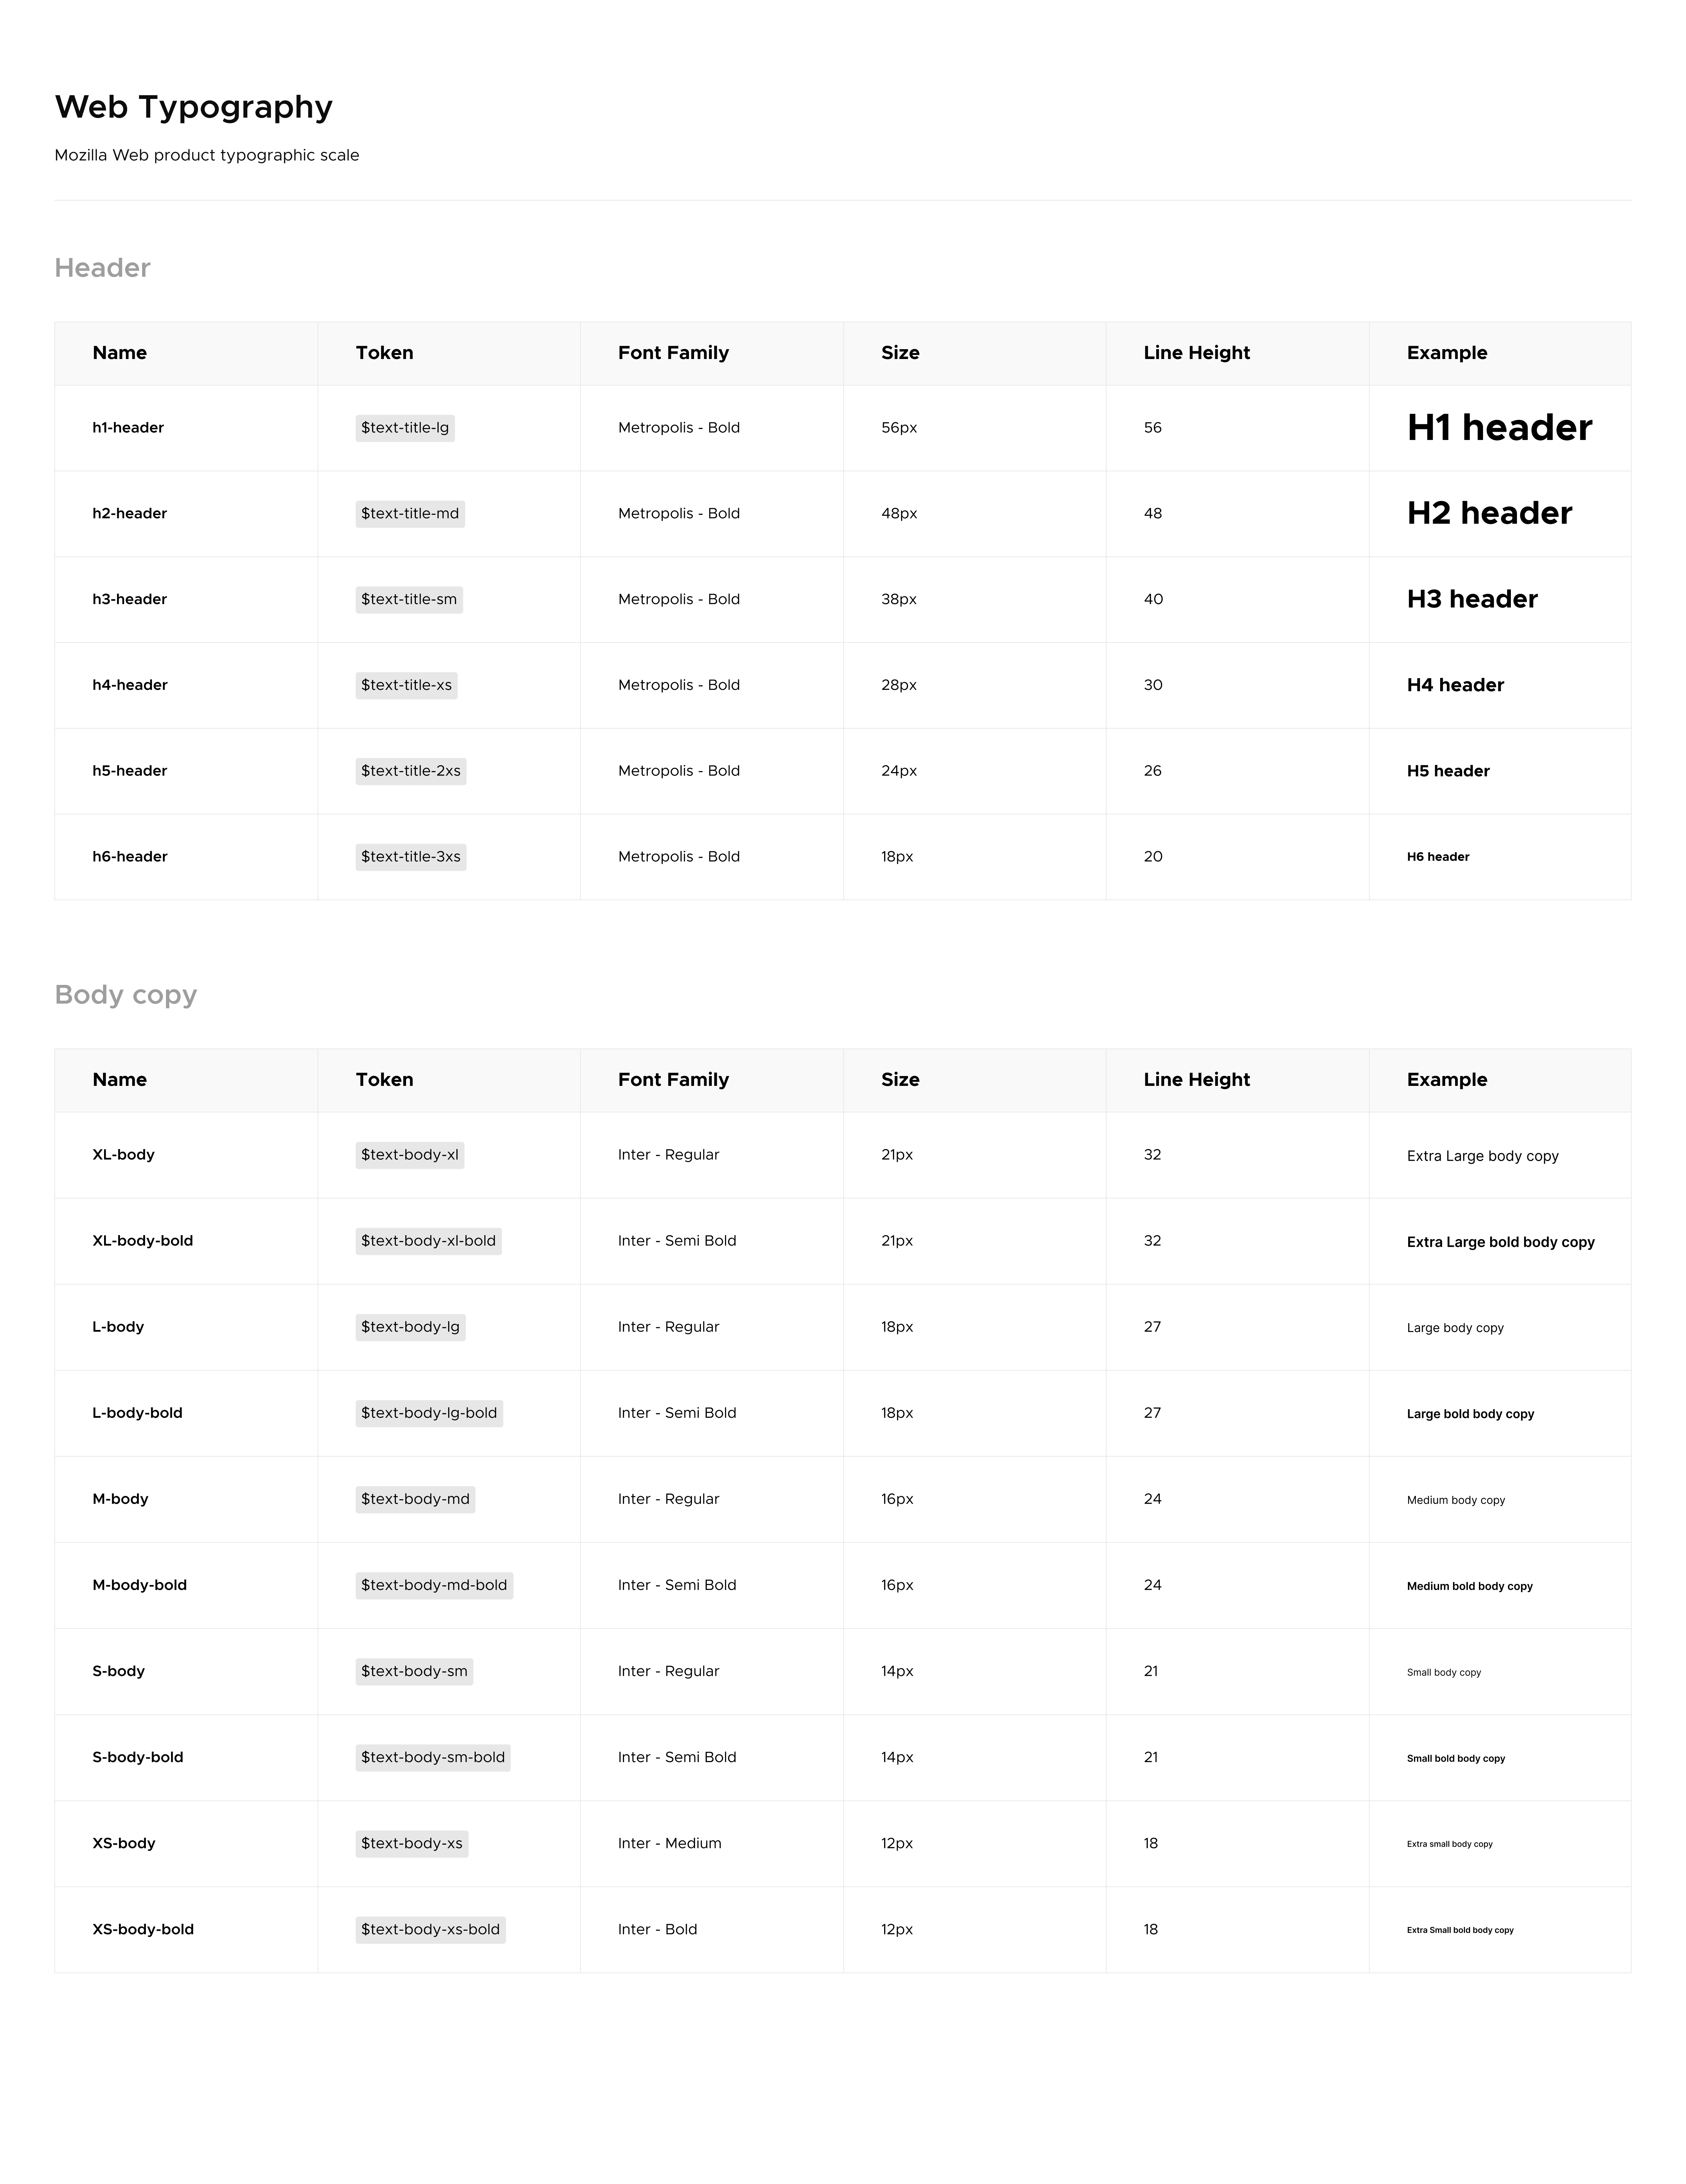 Web Typography
Mozilla Web product typographic scale
Header
Name Token Font Family Size Line Height Example
h1-header $text-title-lg Metropolis - Bold 56px 56 H1 header
h2-header $text-title-md Metropolis - Bold 48px 48 H2 header
h3-header $text-title-sm Metropolis - Bold 38px 40 H3 header
h4-header $text-title-xs Metropolis - Bold 28px 30 H4 header
h5-header $text-title-2xs Metropolis - Bold 24px 26 H5 header
h6-header $text-title-3xs Metropolis - Bold 18px 20 H6 header
Body copy
Name Token Font Family Size Line Height Example
XL-body $text-body-xl Inter - Regular 21px 32 Extra Large body copy
XL-body-bold $text-body-xl-bold Inter - Semi Bold 21px 32 Extra Large bold body copy
L-body $text-body-lg Inter - Regular 18px 27 Large body copy
L-body-bold $text-body-lg-bold Inter - Semi Bold 18px 27 Large bold body copy
M-body $text-body-md Inter - Regular 16px 24 Medium body copy
M-body-bold $text-body-md-bold Inter - Semi Bold 16px 24 Medium bold body copy
S-body $text-body-sm Inter - Regular 14px 21 Small body copy
S-body-bold $text-body-sm-bold Inter - Semi Bold 14px 21 Small bold body copy
XS-body $text-body-xs Inter - Medium 12px 18 Extra small body copy
XS-body-bold $text-body-xs-bold Inter - Bold 12px 18 Extra Small bold body copy